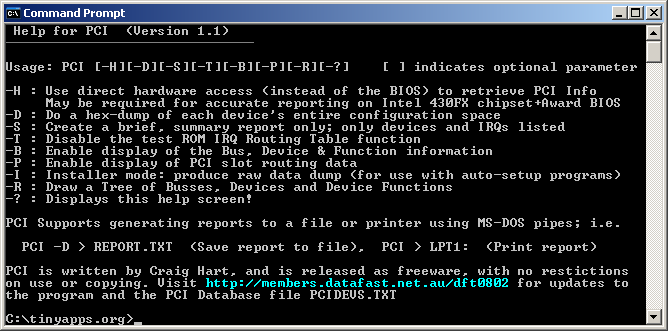 Command Prompt
Help for PCI (Version 1.1)
Usage: PCI [-H][-D][-S][-T][-B][-P][-R][-?] [ ] indicates optional parameter
-H : Use direct hardware access (instead of the BIOS) to retrieve PCI Info
May be required for accurate reporting on Intel 430FX chipset+Award BIOS
-D : Do a hex-dump of each device's entire configuration space
-S : Create a brief, summary report only; only devices and IRQs listed
-T : Disable the test ROM IRQ Routing Table function
-B : Enable display of the Bus, Device & Function information
-P : Enable display of PCI slot routing data
-I : Installer mode: produce raw data dump (for use with auto-setup programs)
-R : Draw a Tree of Busses, Devices and Device Functions
-? : Displays this help screen!
PCI Supports generating reports to a file or printer using MS-DOS pipes; i.e.
PCI -D > REPORT.TXT (Save report to file), PCI > LPT1: (Print report)
PCI is written by Craig Hart, and is released as freeware, with no restictions
on use or copying. Visit http://members.datafast.net.au/dft0802 for updates to
the program and the PCI Database file PCIDEVS.TXT
C:\tinyapps.org>_